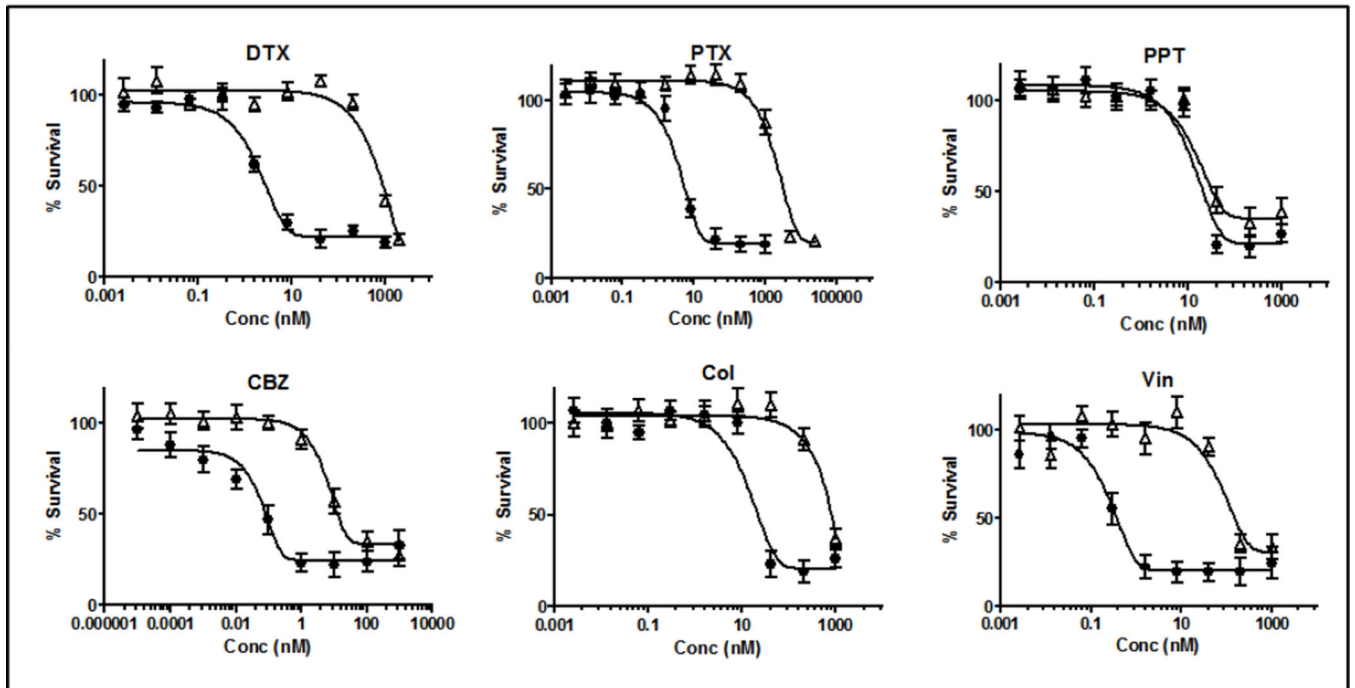 DTX
PTX
PPT
% Survival
100
50
0
0.001 0.1 10 1000
Conc (nM)
% Survival
100
50
0
0.001 0.1 10 1000 100000
Conc (nM)
% Survival
100
50
0
0.001 0.1 10 1000
Conc (nM)
CBZ
Col
Vin
% Survival
100
50
0
0.000001 0.0001 0.01 1 100 10000
Conc (nM)
% Survival
100
50
0
0.001 0.1 10 1000
Conc (nM)
% Survival
100
50
0
0.001 0.1 10 1000
Conc (nM)